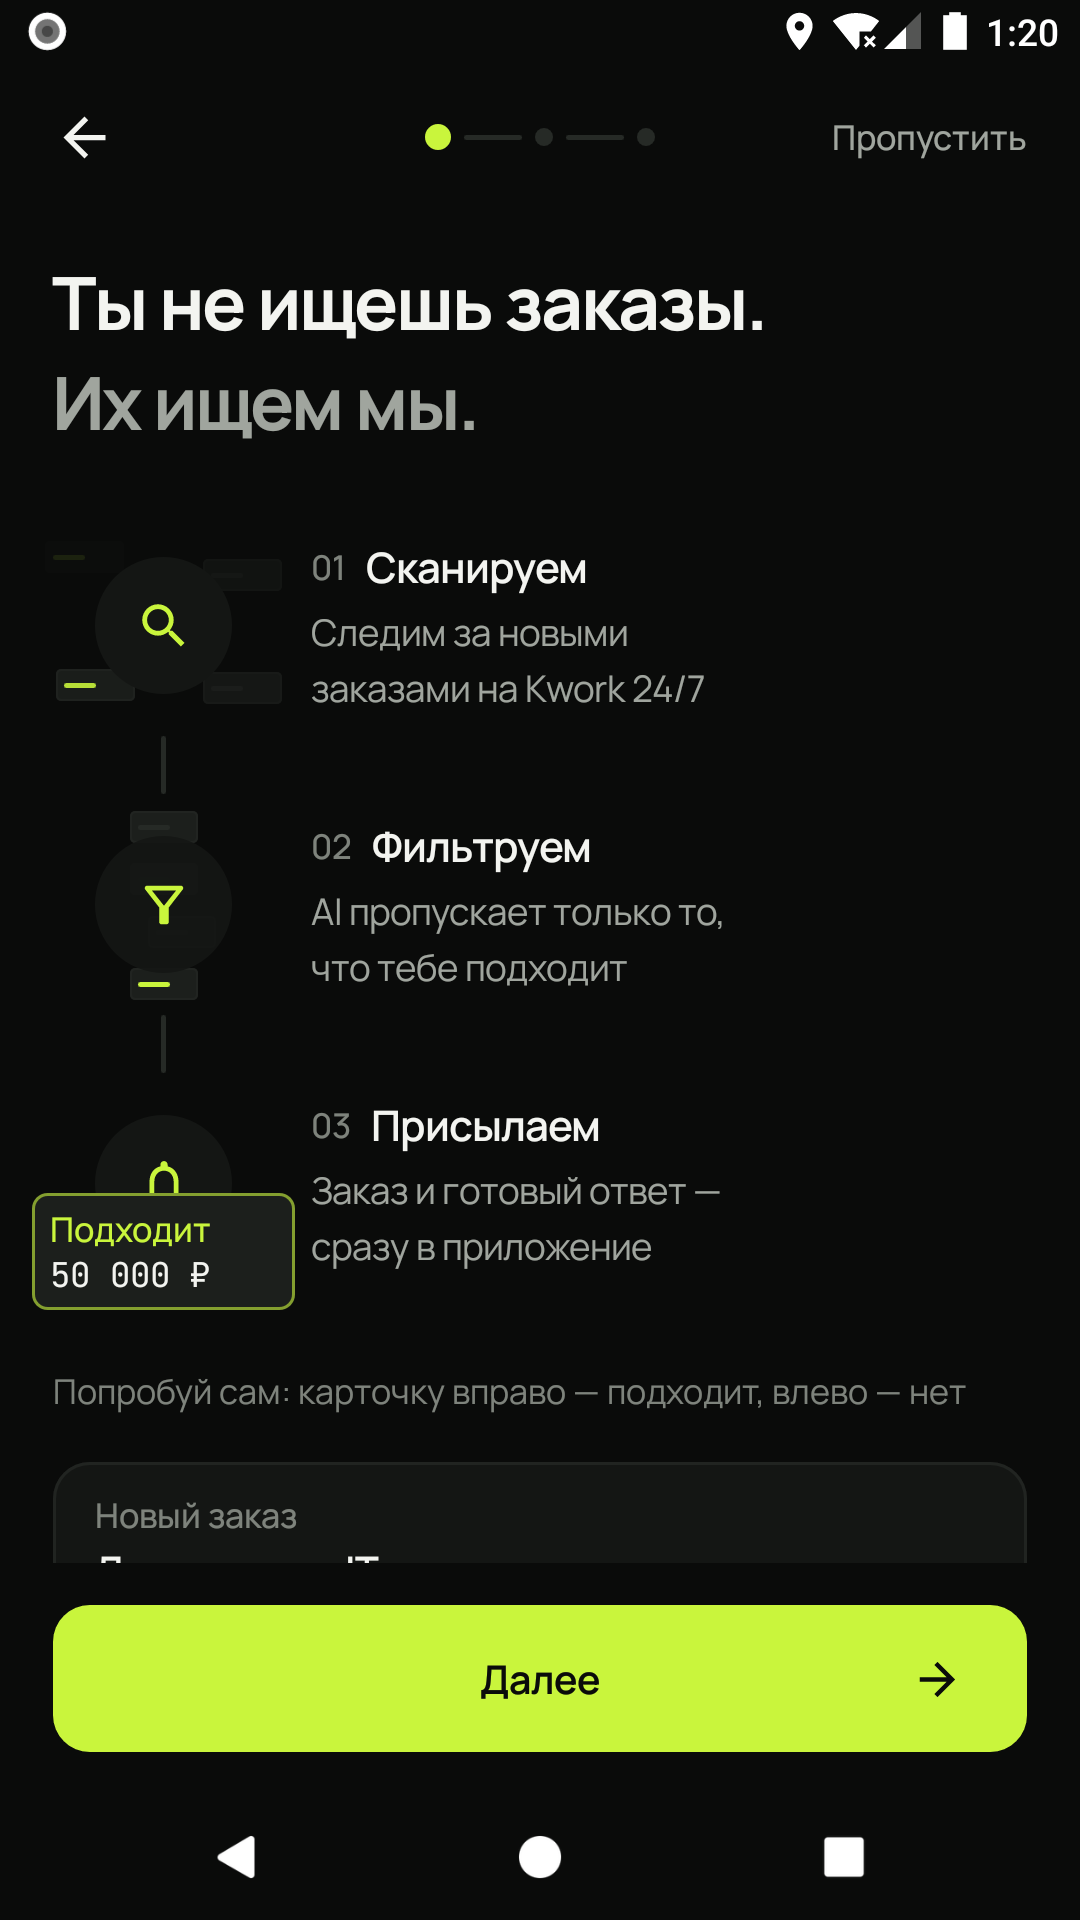 1:20
Пропустить
Ты не ищешь заказы.
Их ищем мы.
01 Сканируем
Следим за новыми
заказами на Kwork 24/7
02 Фильтруем
AI пропускает только то,
что тебе подходит
03 Присылаем
Заказ и готовый ответ —
сразу в приложение
Подходит
50 000 ₽
Попробуй сам: карточку вправо — подходит, влево — нет
Новый заказ
Далее